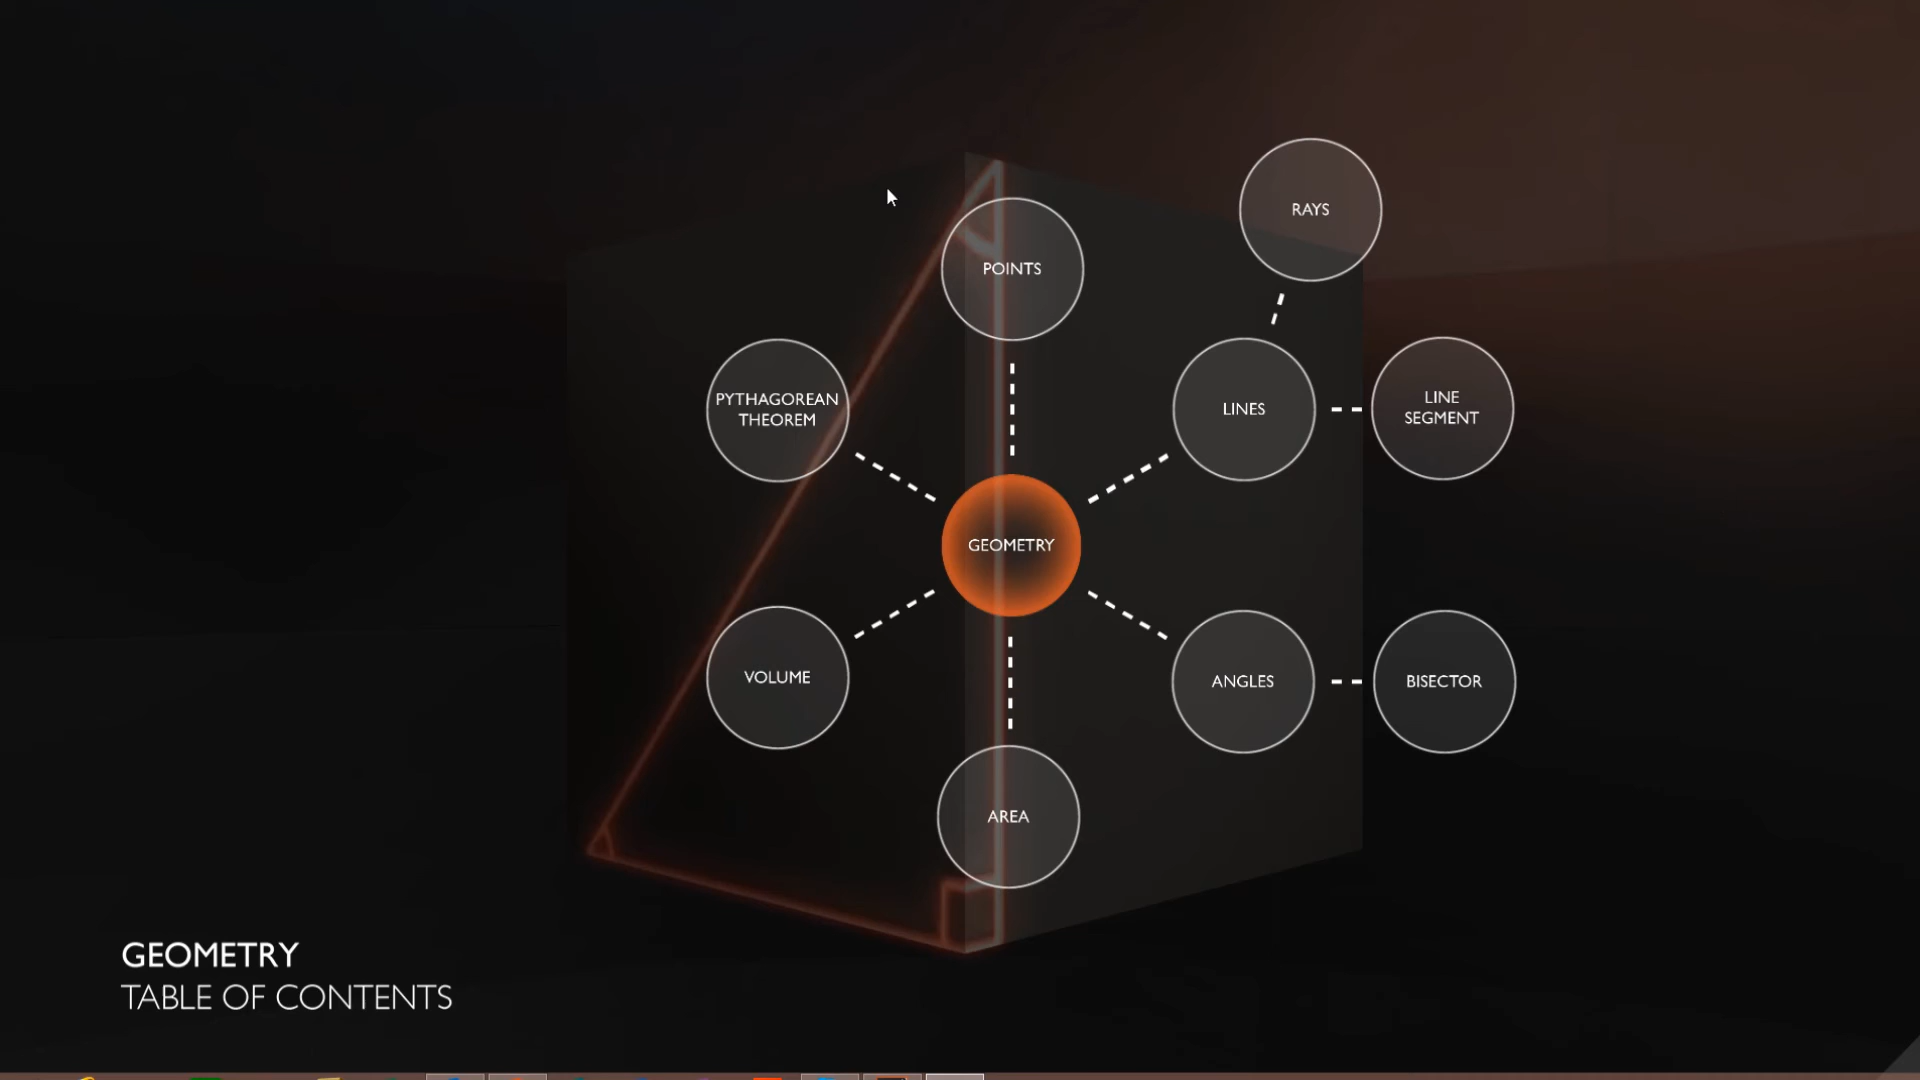 RAYS
POINTS
PYTHAGOREAN
THEOREM
LINES
LINE
SEGMENT
GEOMETRY
VOLUME
ANGLES
BISECTOR
AREA
GEOMETRY
TABLE OF CONTENTS